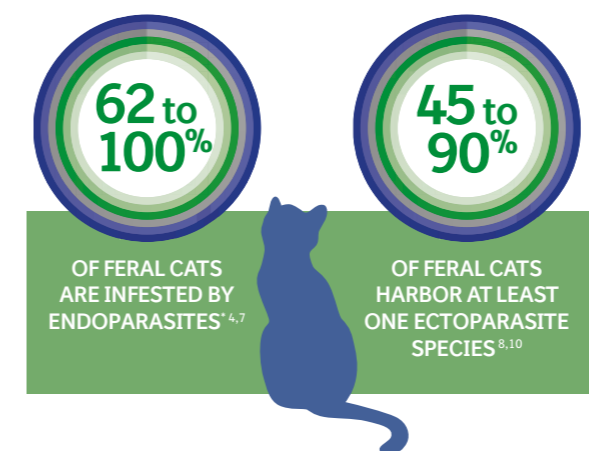 62 to
100%
OF FERAL CATS
ARE INFESTED BY
ENDOPARASITES* 4,7
45 to
90%
OF FERAL CATS
HARBOR AT LEAST
ONE ECTOPARASITE
SPECIES 8,10